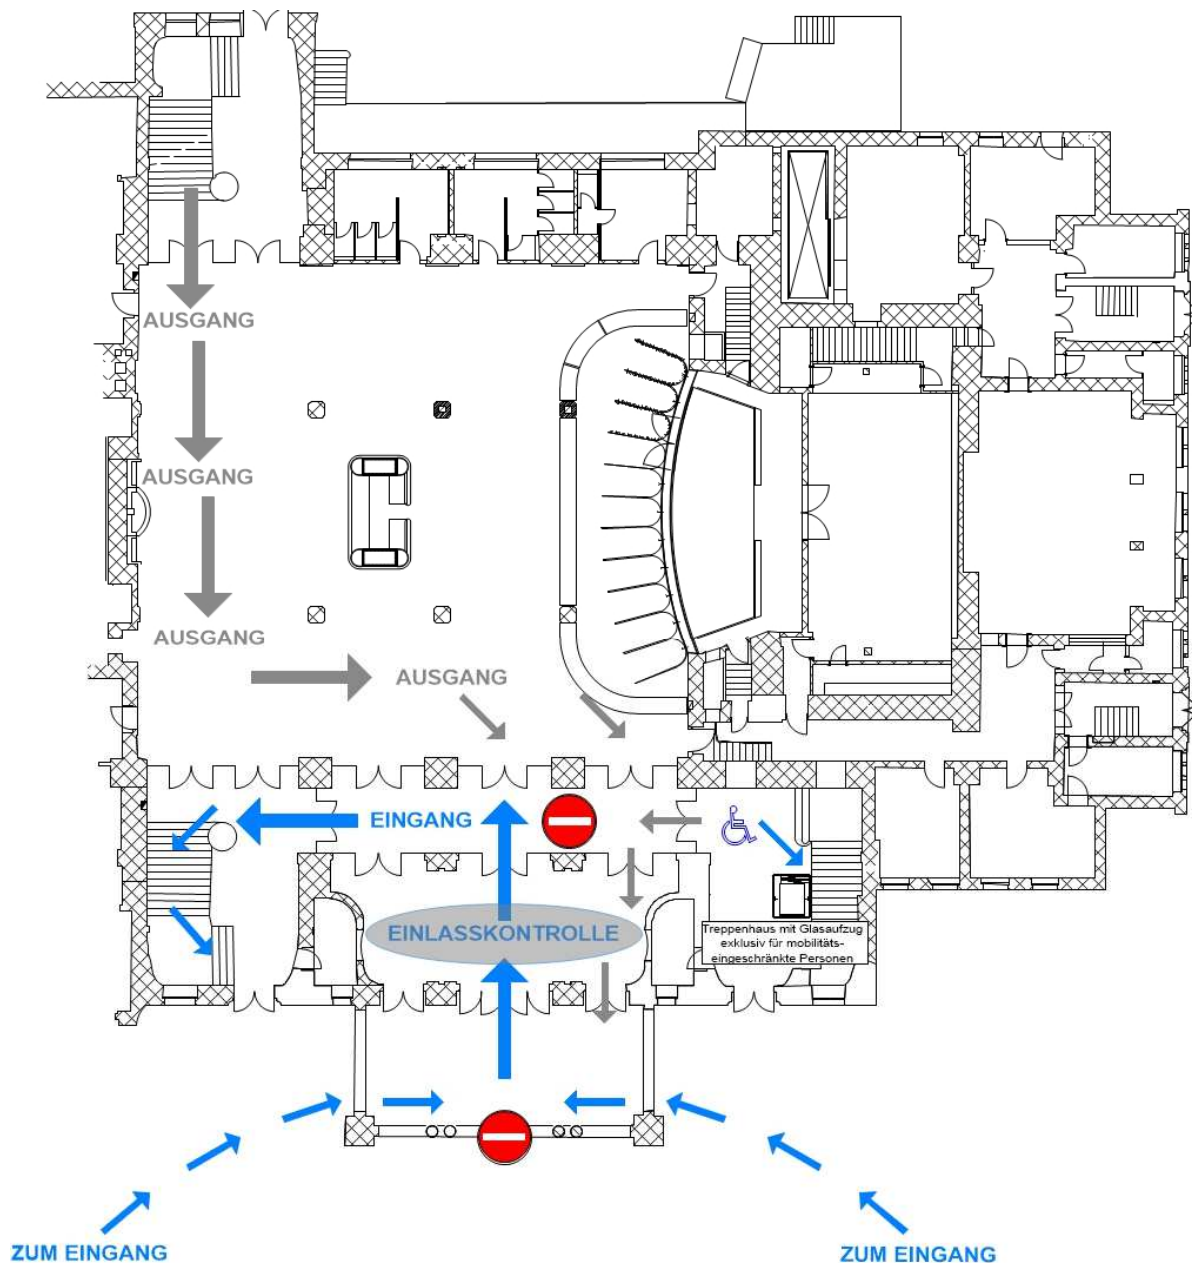 AUSGANG
AUSGANG
AUSGANG
AUSGANG
EINGANG
EINLASSKONTROLLE
Treppenhaus mit Glasaufzug
exklusiv für mobilitäts-
eingeschränkte Personen
ZUM EINGANG
ZUM EINGANG